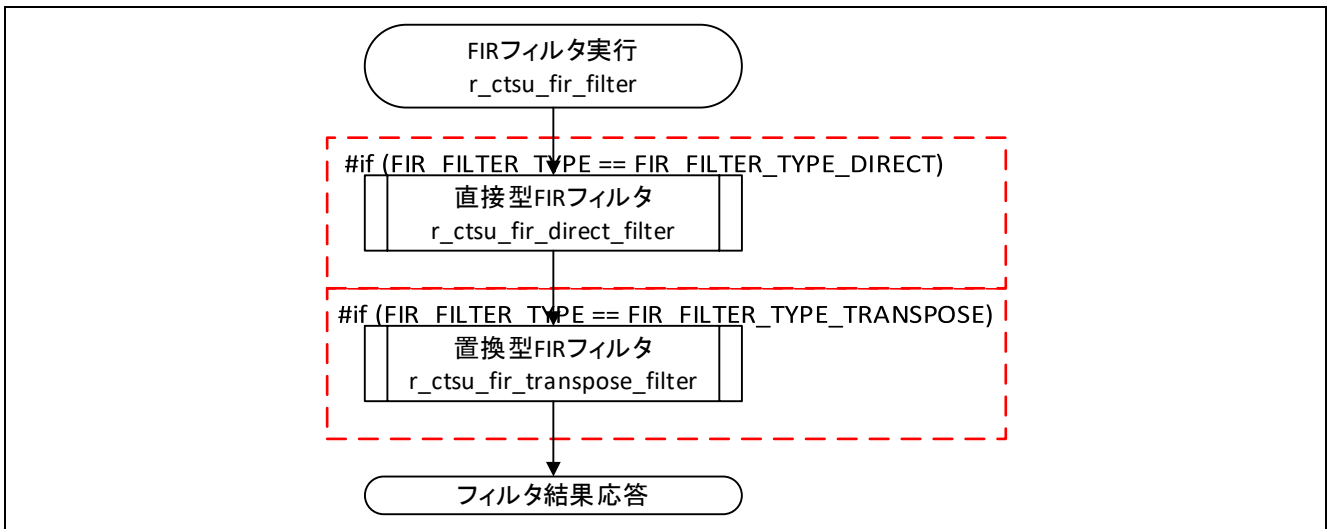 FIRフィルタ実行
r_ctsu_fir_filter
#if (FIR_FILTER_TYPE == FIR_FILTER_TYPE_DIRECT)
直接型FIRフィルタ
r_ctsu_fir_direct_filter
#if (FIR_FILTER_TYPE == FIR_FILTER_TYPE_TRANSPOSE)
置換型FIRフィルタ
r_ctsu_fir_transpose_filter
フィルタ結果応答